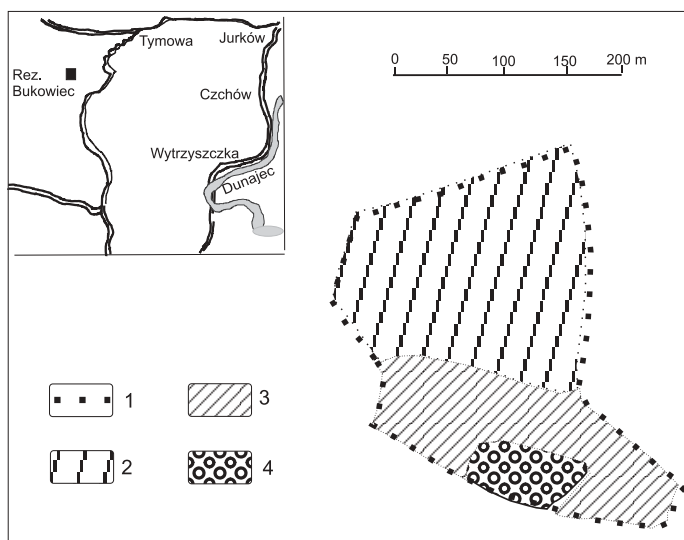 Tymowa
Jurków
Rez.
Bukowiec
Czchów
Wytrzyszczka
Dunajec
0 50 100 150 200 m
1
3
2
4